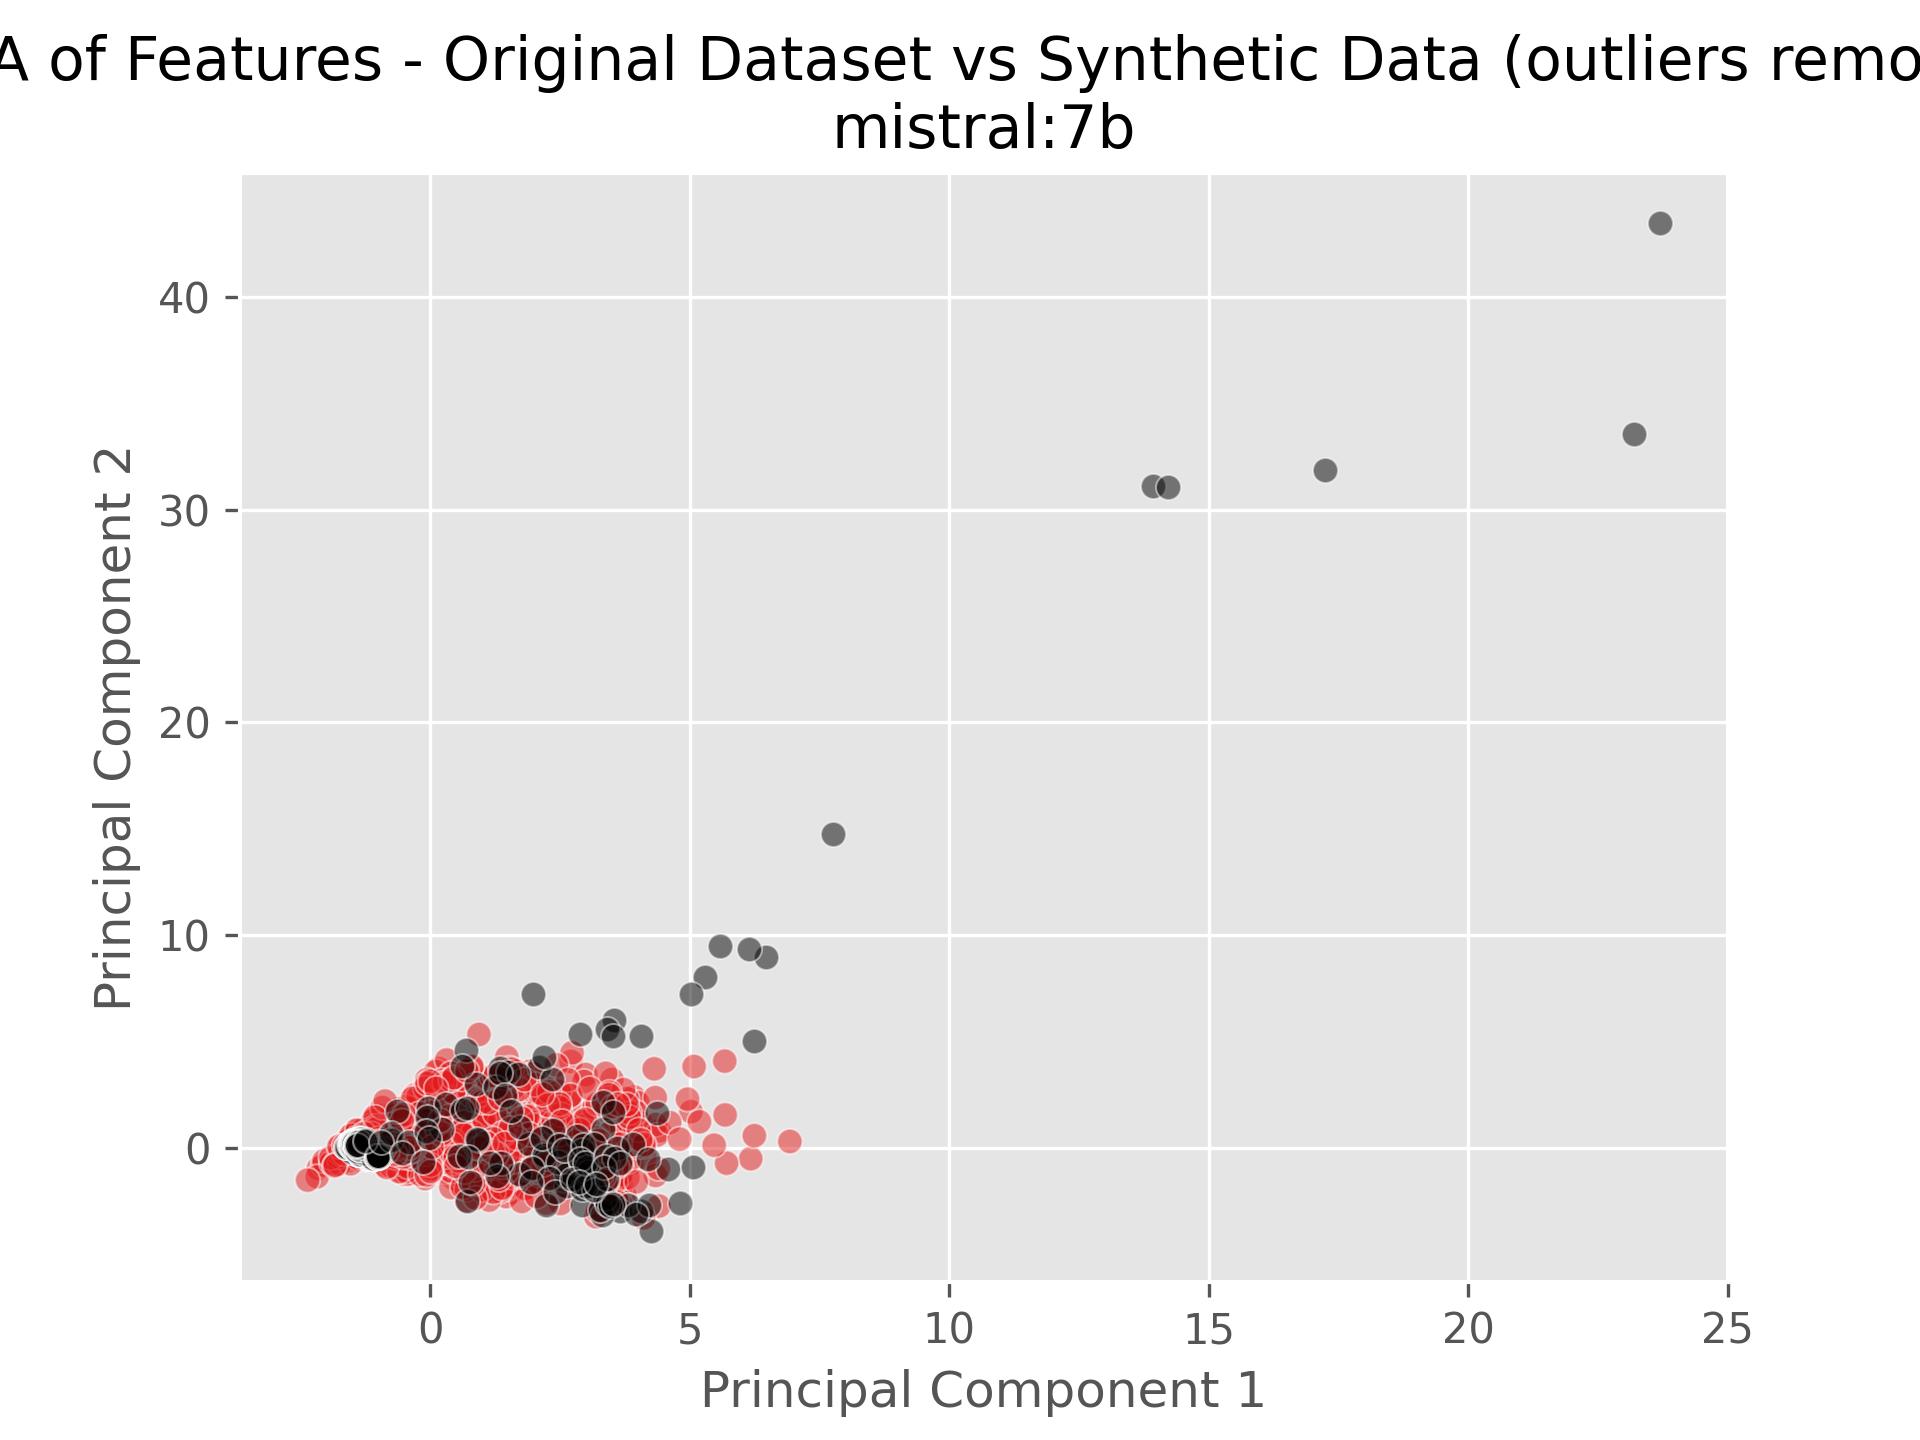 A of Features - Original Dataset vs Synthetic Data (outliers remo
mistral:7b
40
30
20
10
0
Principal Component 2
0 5 10 15 20 25
Principal Component 1